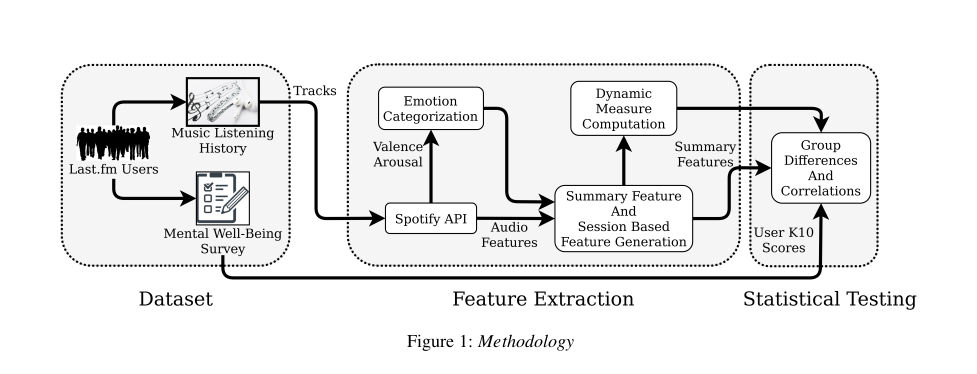 Last.fm Users
Music Listening
History
Mental Well-Being
Survey
Dataset
Tracks
Emotion
Categorization
Valence
Arousal
Spotify API
Audio
Features
Dynamic
Measure
Computation
Summary Feature
And
Session Based
Feature Generation
Feature Extraction
Summary
Features
Group
Differences
And
Correlations
User K10
Scores
Statistical Testing
Figure 1: Methodology